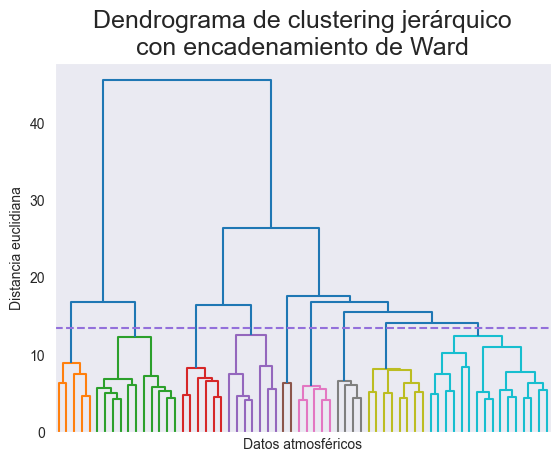 Dendrograma de clustering jerárquico
con encadenamiento de Ward
Distancia euclidiana
40
30
20
10
0
Datos atmosféricos